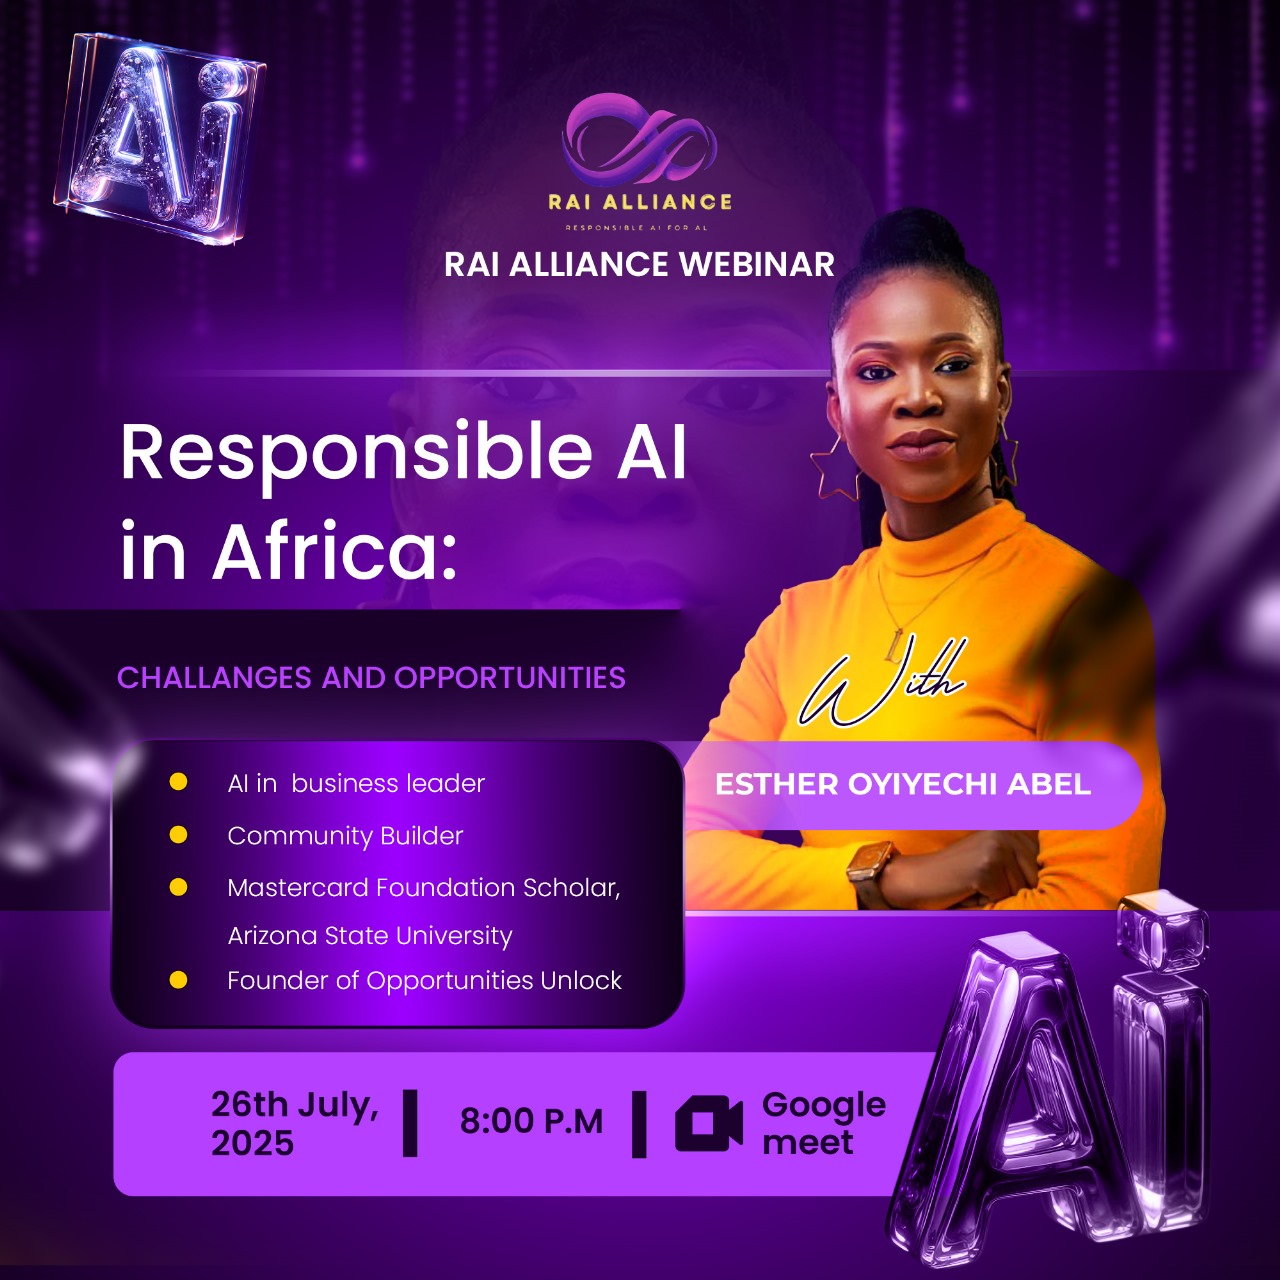 Ai
RAI ALLIANCE
RESPONSIBLE AI FOR AL
RAI ALLIANCE WEBINAR
Responsible AI
in Africa:
CHALLANGES AND OPPORTUNITIES
With
ESTHER OYIYECHI ABEL
AI in  business leader
Community Builder
Mastercard Foundation Scholar,
Arizona State University
Founder of Opportunities Unlock
26th July,
2025
8:00 P.M
Google
meet
Ai